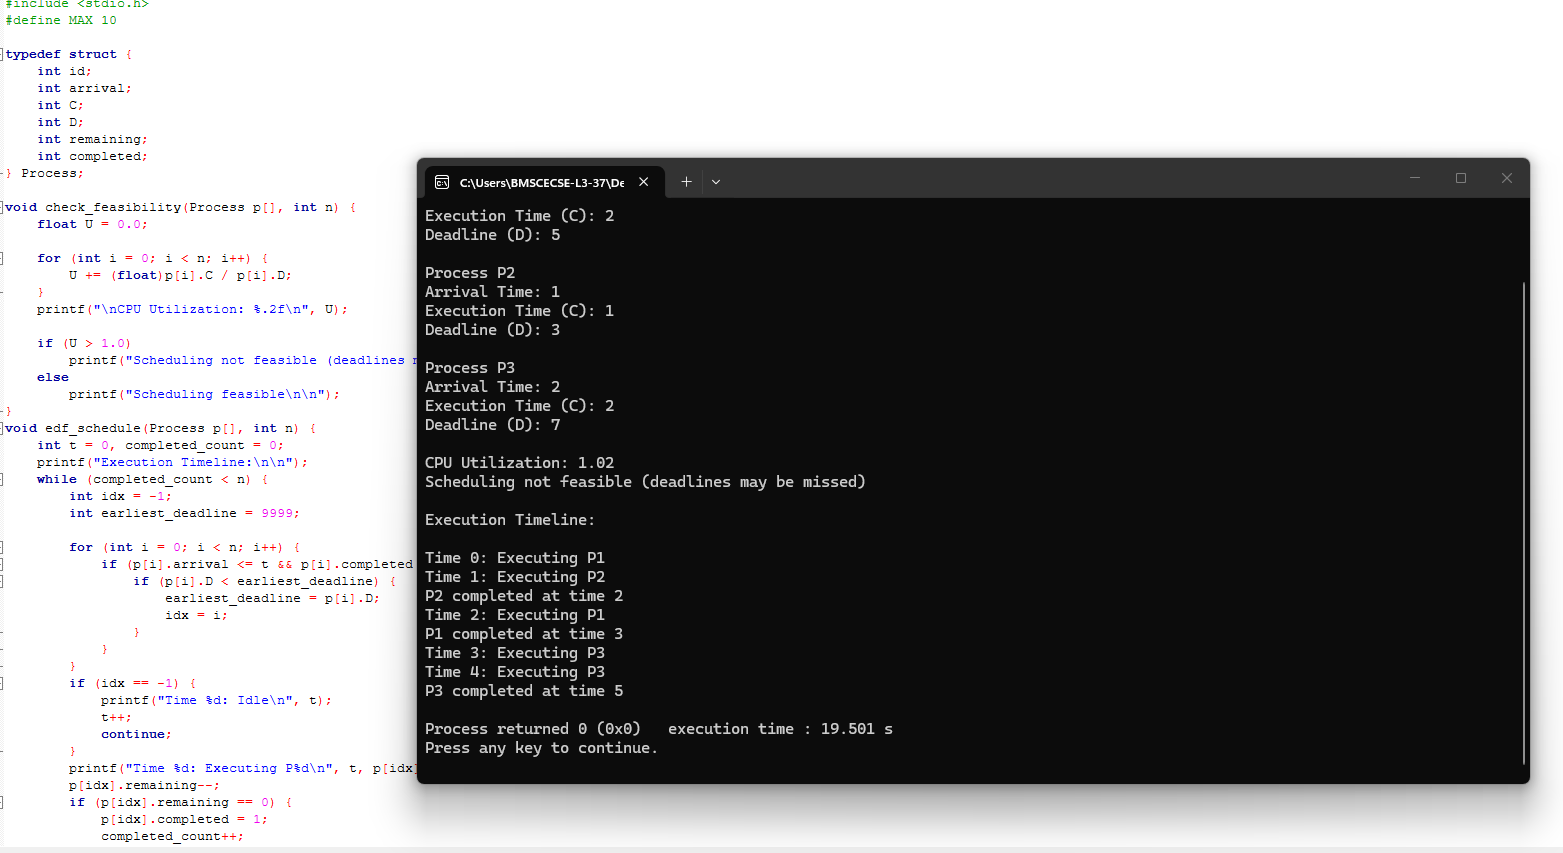 #include <stdio.h>
#define MAX 10
typedef struct {
int id;
int arrival;
int C;
int D;
int remaining;
int completed;
} Process;
void check_feasibility(Process p[], int n) {
float U = 0.0;
for (int i = 0; i < n; i++) {
U += (float)p[i].C / p[i].D;
}
printf("\nCPU Utilization: %.2f\n", U);
if (U > 1.0)
printf("Scheduling not feasible (deadlines
else
printf("Scheduling feasible\n\n");
}
void edf_schedule(Process p[], int n) {
int t = 0, completed_count = 0;
printf("Execution Timeline:\n\n");
while (completed_count < n) {
int idx = -1;
int earliest_deadline = 9999;
for (int i = 0; i < n; i++) {
if (p[i].arrival <= t && p[i].completed
if (p[i].D < earliest_deadline) {
earliest_deadline = p[i].D;
idx = i;
}
}
}
if (idx == -1) {
printf("Time %d: Idle\n", t);
t++;
continue;
}
printf("Time %d: Executing P%d\n", t, p[idx]
p[idx].remaining--;
if (p[idx].remaining == 0) {
p[idx].completed = 1;
completed_count++;
C:\Users\BMSCECSE-L3-37\De
Execution Time (C): 2
Deadline (D): 5
Process P2
Arrival Time: 1
Execution Time (C): 1
Deadline (D): 3
Process P3
Arrival Time: 2
Execution Time (C): 2
Deadline (D): 7
CPU Utilization: 1.02
Scheduling not feasible (deadlines may be missed)
Execution Timeline:
Time 0: Executing P1
Time 1: Executing P2
P2 completed at time 2
Time 2: Executing P1
P1 completed at time 3
Time 3: Executing P3
Time 4: Executing P3
P3 completed at time 5
Process returned 0 (0x0)   execution time : 19.501 s
Press any key to continue.